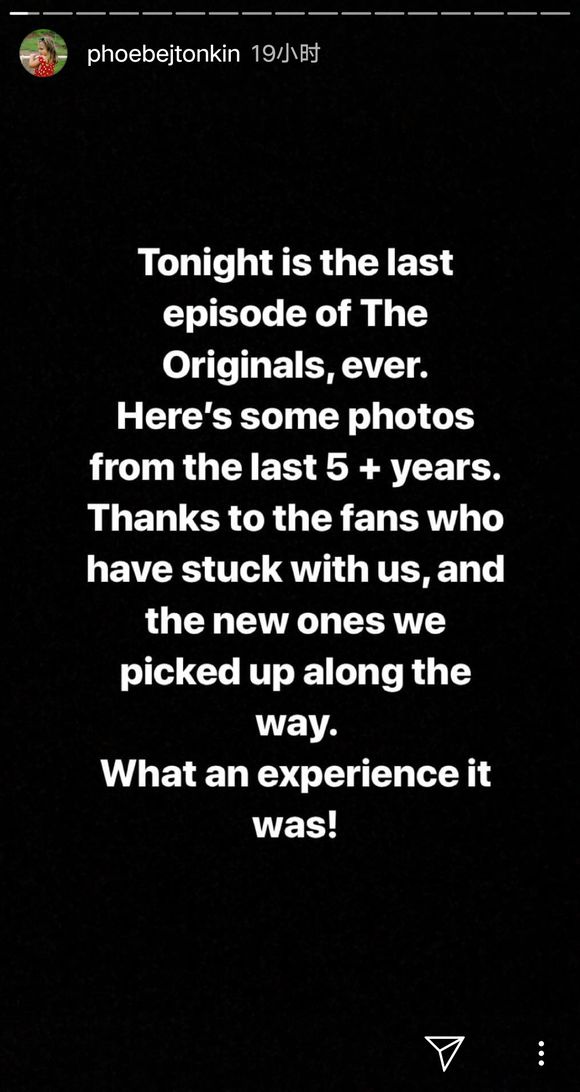 phoebejtonkin 19小时
Tonight is the last
episode of The
Originals, ever.
Here’s some photos
from the last 5 + years.
Thanks to the fans who
have stuck with us, and
the new ones we
picked up along the
way.
What an experience it
was!